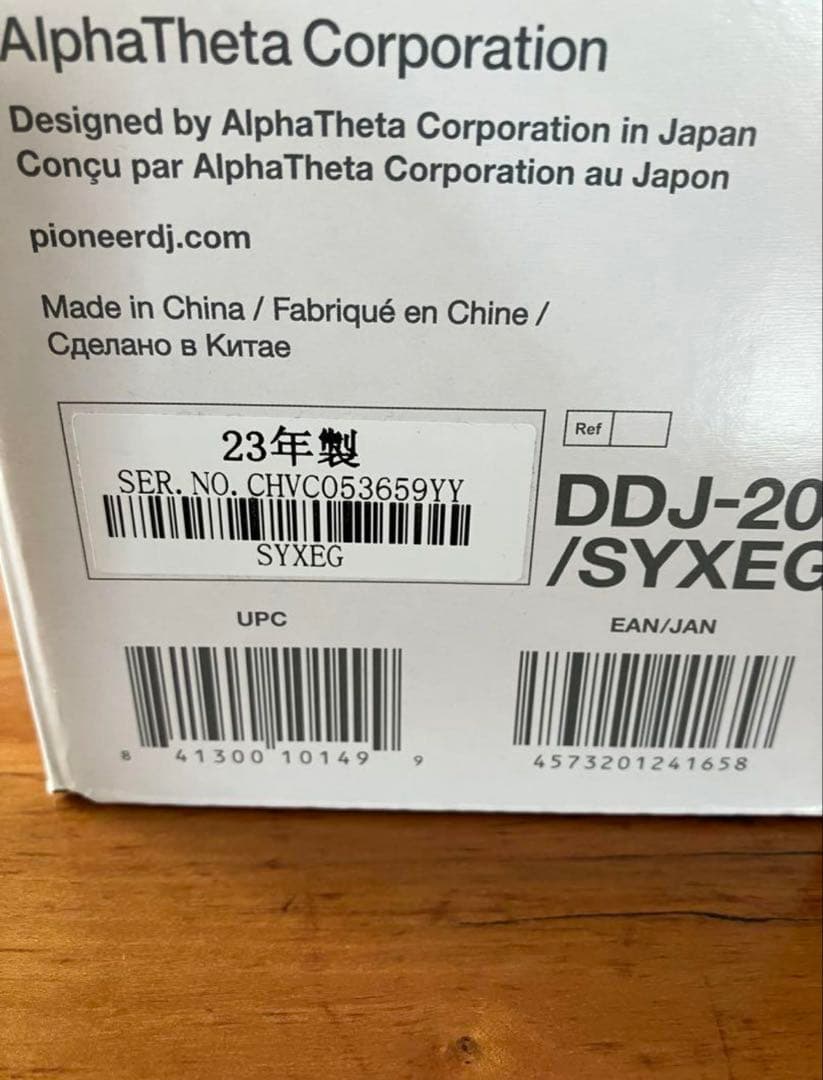 AlphaTheta Corporation
Designed by AlphaTheta Corporation in Japan
Conçu par AlphaTheta Corporation au Japon
pioneerdj.com
Made in China / Fabriqué en Chine /
Сделано в Китае
23年製
SER. NO. CHVC053659YY
SYXEG
Ref
DDJ-20
/SYXEG
UPC
8 41300 10149 9
EAN/JAN
4573201241658